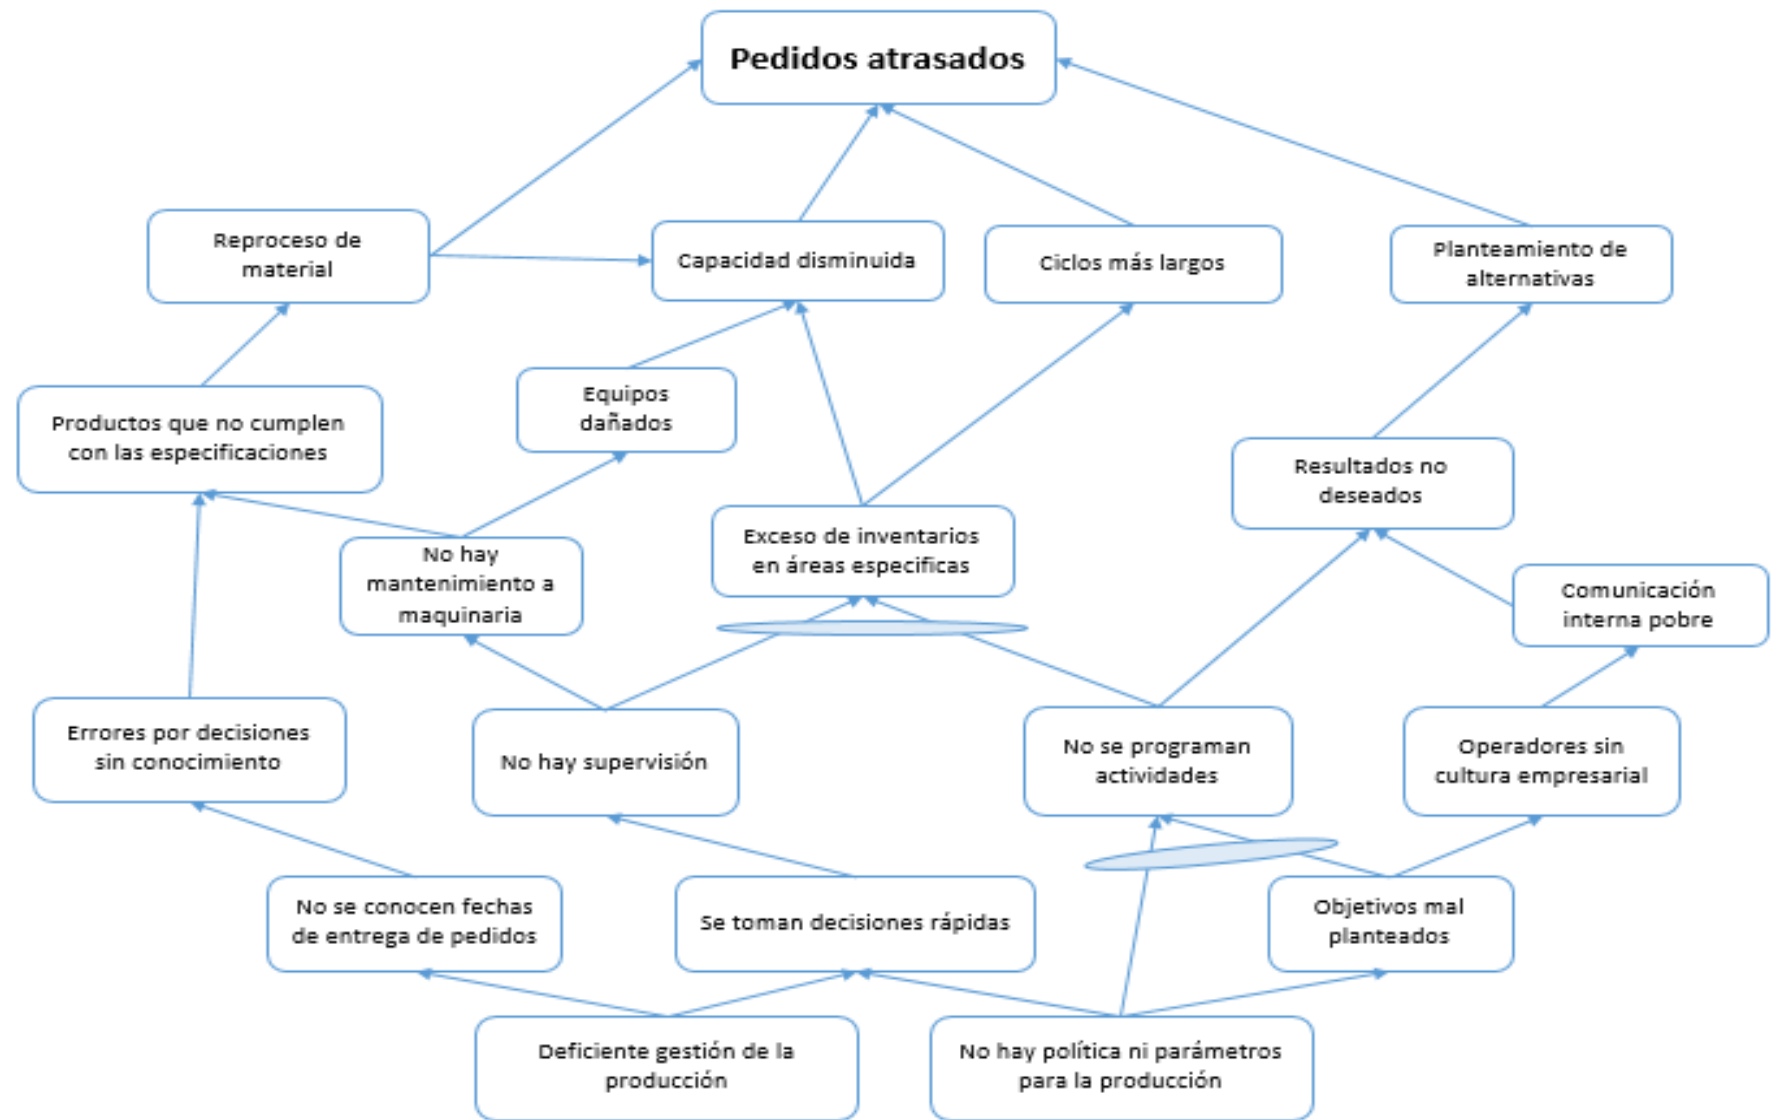 Pedidos atrasados
Reproceso de
material
Capacidad disminuida
Ciclos más largos
Planteamiento de
alternativas
Productos que no cumplen
con las especificaciones
Equipos
dañados
Resultados no
deseados
No hay
mantenimiento a
maquinaria
Exceso de inventarios
en áreas especificas
Comunicación
interna pobre
Errores por decisiones
sin conocimiento
No hay supervisión
No se programan
actividades
Operadores sin
cultura empresarial
No se conocen fechas
de entrega de pedidos
Se toman decisiones rápidas
Objetivos mal
planteados
Deficiente gestión de la
producción
No hay política ni parámetros
para la producción